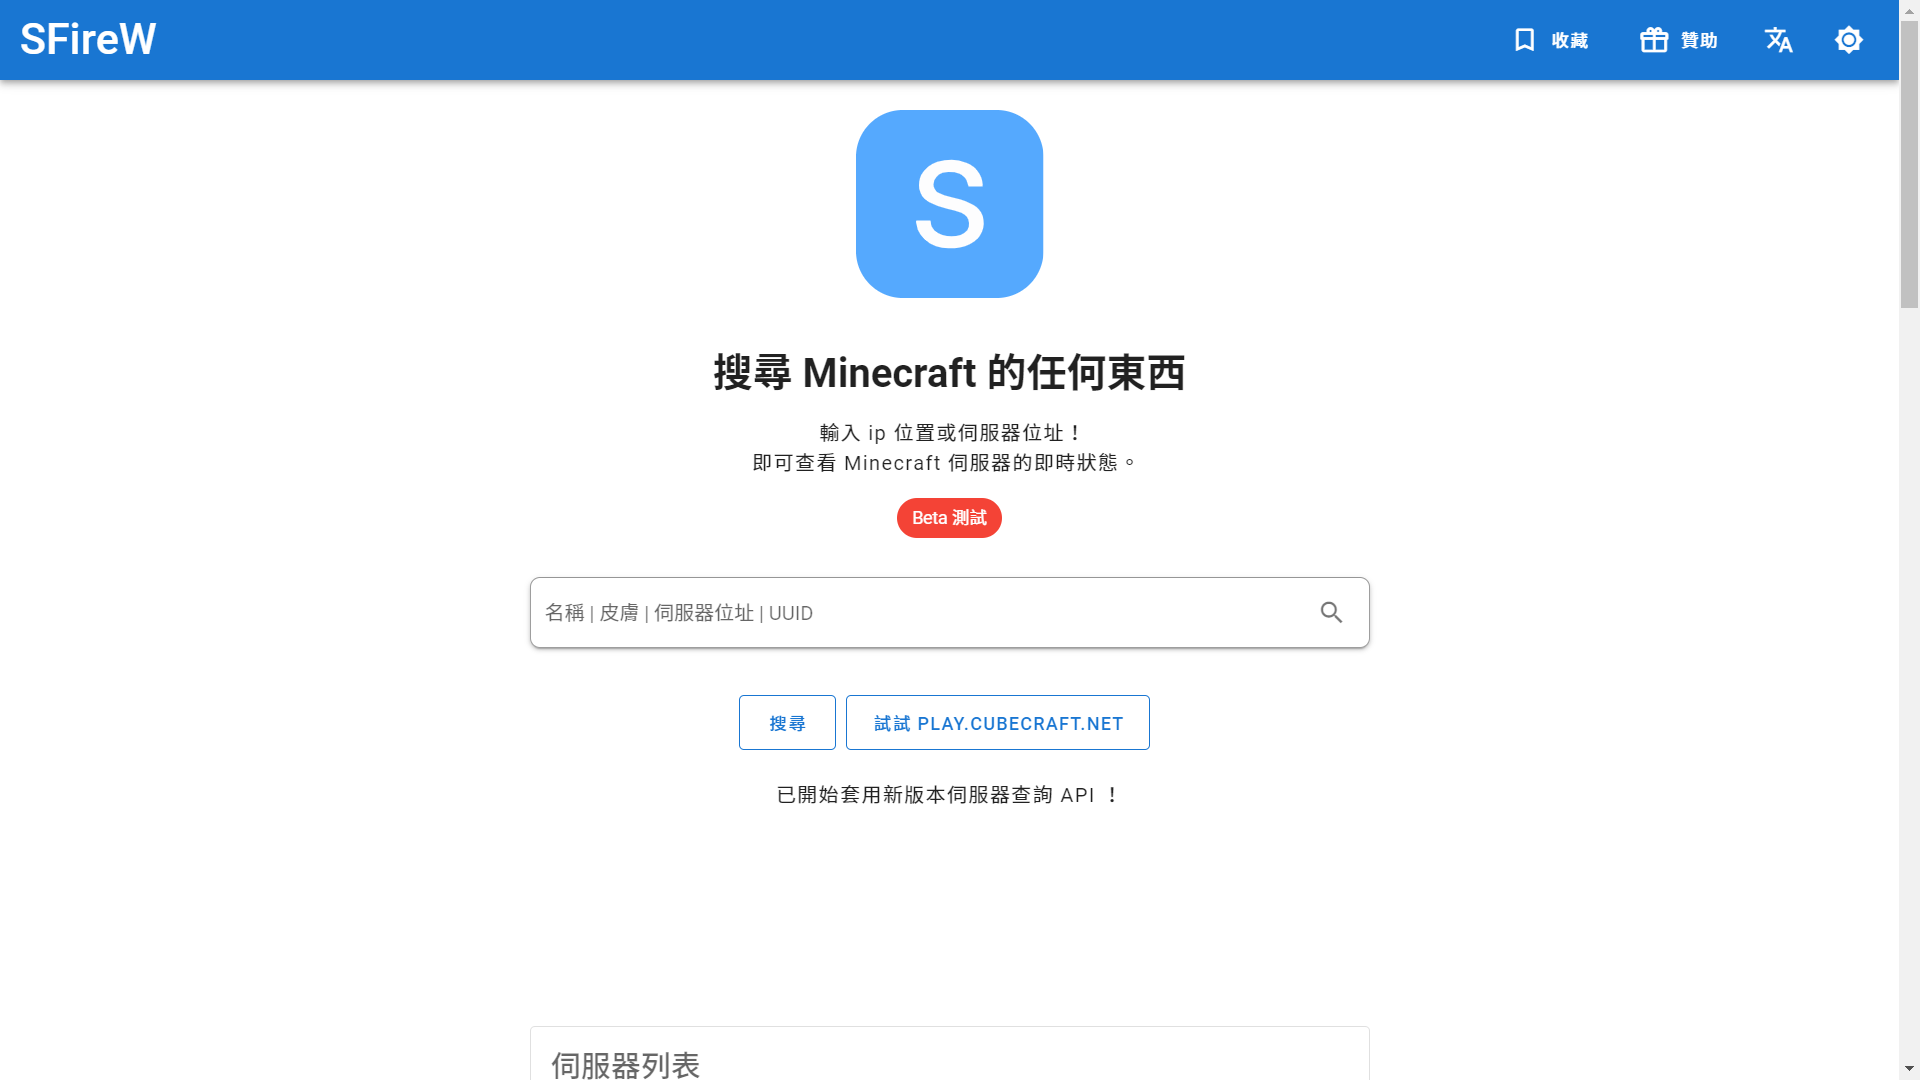 SFireW
收藏
贊助
S
搜尋 Minecraft 的任何東西
輸入 ip 位置或伺服器位址！
即可查看 Minecraft 伺服器的即時狀態。
Beta 測試
名稱 | 皮膚 | 伺服器位址 | UUID
搜尋
試試 PLAY.CUBECRAFT.NET
已開始套用新版本伺服器查詢 API ！
伺服器列表